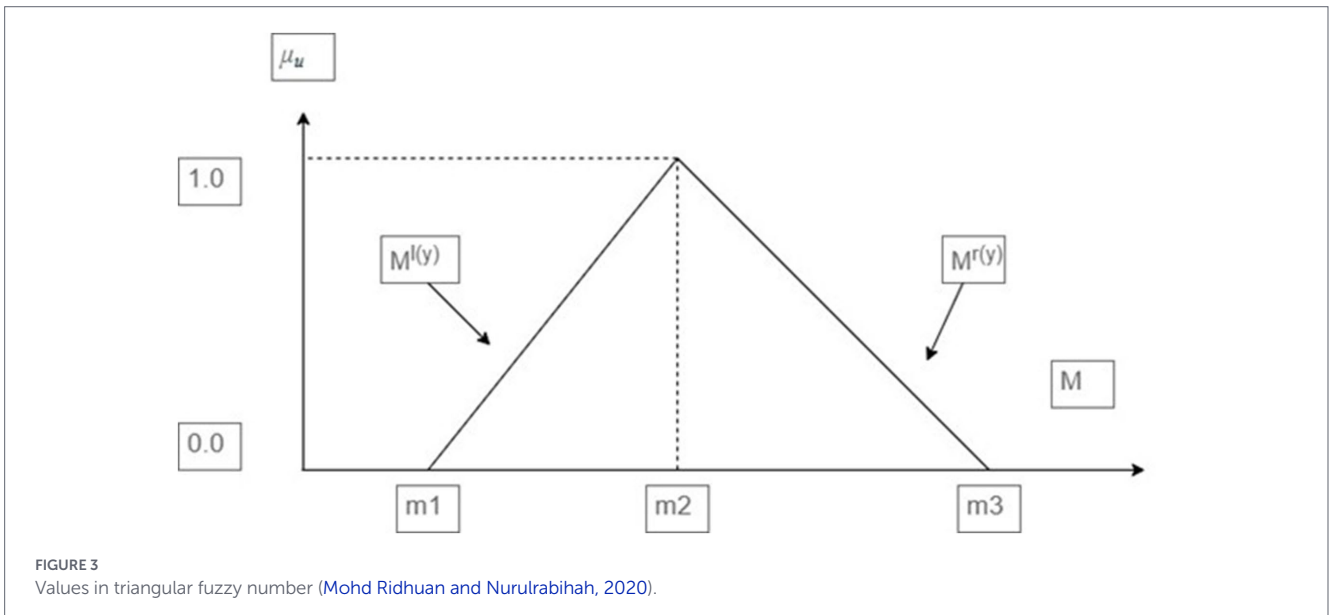 μu
1.0
M^l(y)
M^r(y)
M
0.0
m1
m2
m3
FIGURE 3
Values in triangular fuzzy number (Mohd Ridhuan and Nurulrabihah, 2020).